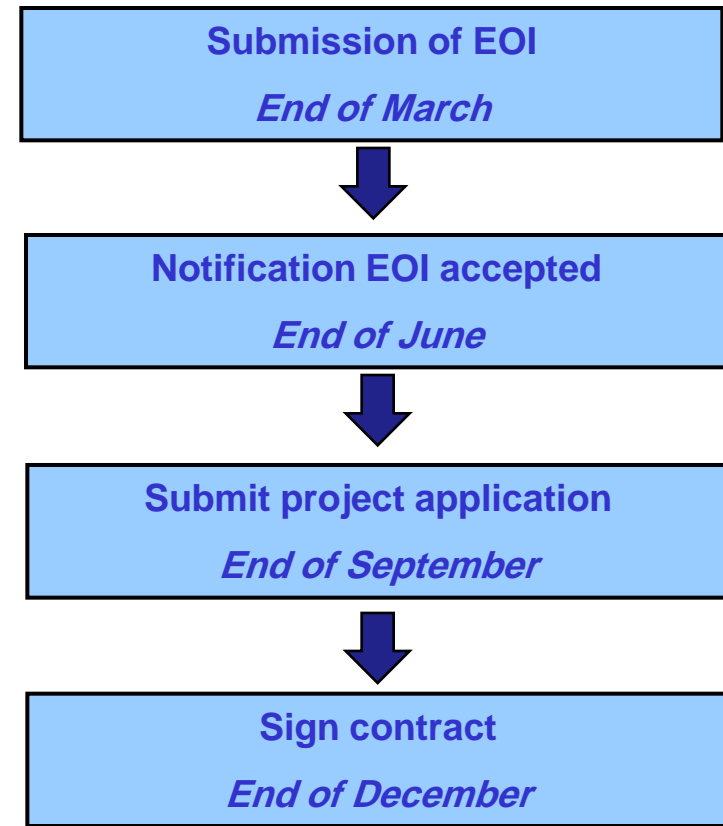 Submission of EOI
End of March
Notification EOI accepted
End of June
Submit project application
End of September
Sign contract
End of December